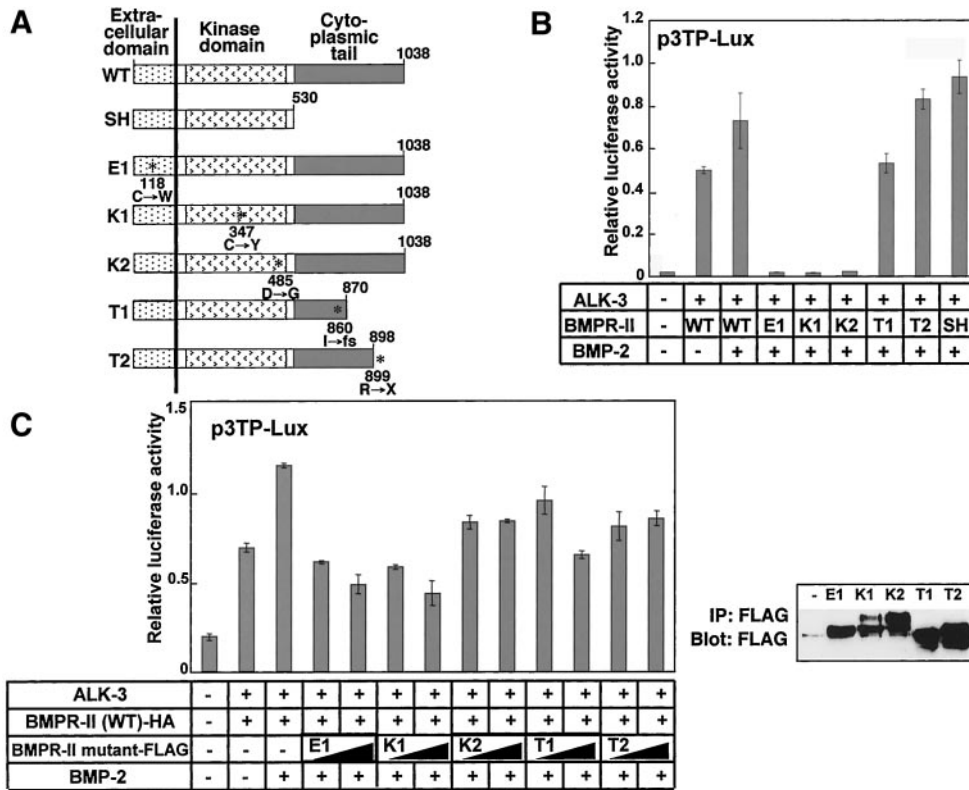 A
Extra-
cellular
domain
Kinase
domain
Cyto-
plasmic
tail
1038
WT
530
SH
1038
E1
*
118
C→W
1038
K1
*
347
C→Y
1038
K2
*
485
D→G
870
T1
*
860
I→fs
898
T2
*
899
R→X
B
p3TP-Lux
Relative luciferase activity
1.2
1.0
0.8
0.6
0.4
0.2
0
ALK-3 - + + + + + + + +
BMPR-II - WT WT E1 K1 K2 T1 T2 SH
BMP-2 - - + + + + + + +
C
p3TP-Lux
Relative luciferase activity
1.5
1.0
0.5
0
ALK-3 - + + + + + + + + + + + +
BMPR-II (WT)-HA - + + + + + + + + + + + +
BMPR-II mutant-FLAG - - - E1 K1 K2 T1 T2
BMP-2 - - + + + + + + + + + + +
- E1 K1 K2 T1 T2
IP: FLAG
Blot: FLAG